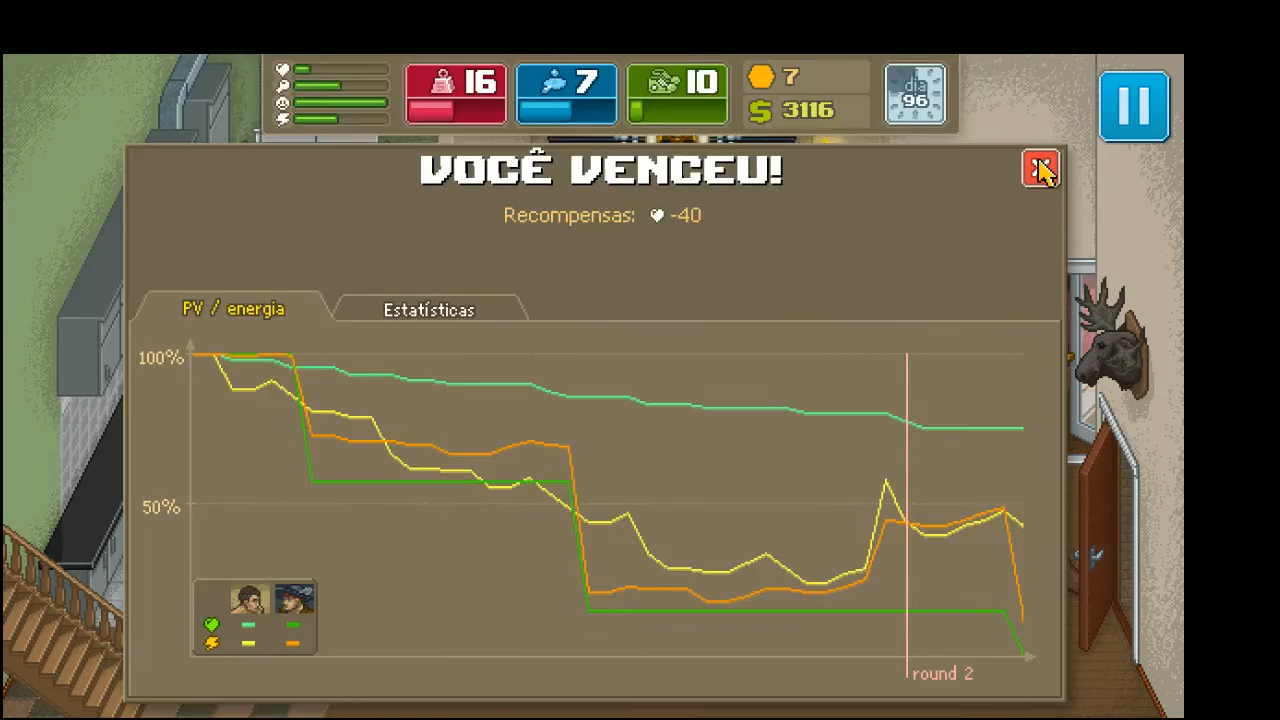 16
7
10
7
3116
dia
96
VOCÊ VENCEU!
Recompensas: -40
PV / energia
Estatísticas
100%
50%
round 2